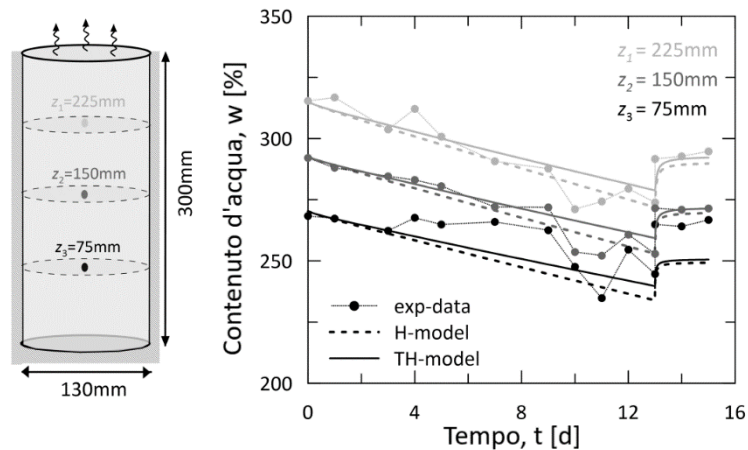 z1=225mm
z2=150mm
z3=75mm
300mm
130mm
Contenuto d'acqua, w [%]
350
300
250
200
z1 = 225mm
z2 = 150mm
z3 = 75mm
exp-data
H-model
TH-model
0 4 8 12 16
Tempo, t [d]